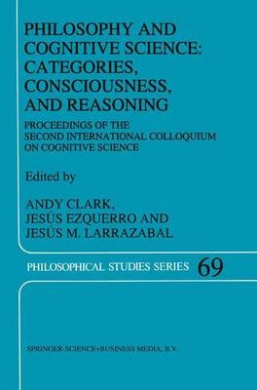 PHILOSOPHY AND
COGNITIVE SCIENCE:
CATEGORIES,
CONSCIOUSNESS,
AND REASONING
PROCEEDINGS OF THE
SECOND INTERNATIONAL COLLOQUIUM
ON COGNITIVE SCIENCE
Edited by
ANDY CLARK,
JESÚS EZQUERRO AND
JESÚS M. LARRAZABAL
PHILOSOPHICAL STUDIES SERIES 69
SPRINGER-SCIENCE+BUSINESS MEDIA, B.V.